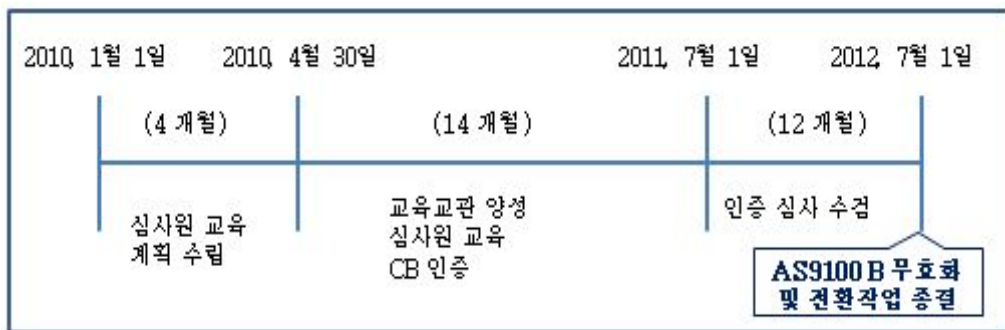 2010, 1월 1일 2010, 4월 30일 2011, 7월 1일 2012, 7월 1일
(4 개월) (14 개월) (12 개월)
심사원 교육
계획 수립
교육교관 양성
심사원 교육
CB 인증
인증 심사 수검
AS9100 B 무효화
및 전환작업 종결